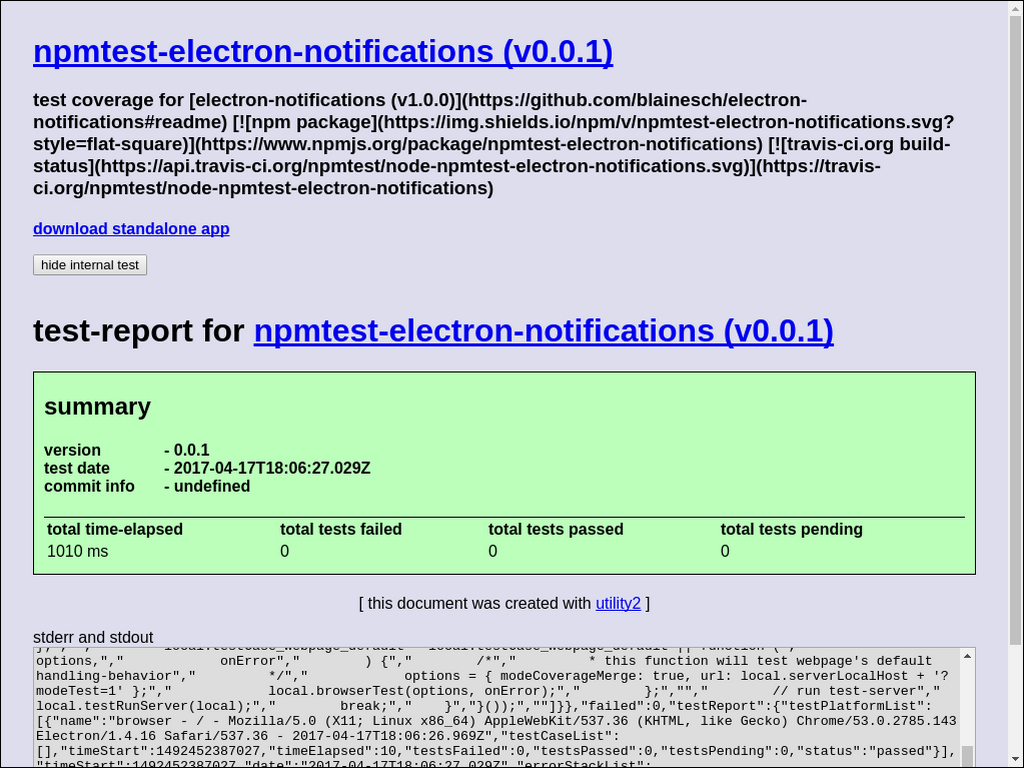 npmtest-electron-notifications (v0.0.1)
test coverage for [electron-notifications (v1.0.0)](https://github.com/blainesch/electron-
notifications#readme) [![npm package](https://img.shields.io/npm/v/npmtest-electron-notifications.svg?
style=flat-square)](https://www.npmjs.org/package/npmtest-electron-notifications) [![travis-ci.org build-
status](https://api.travis-ci.org/npmtest/node-npmtest-electron-notifications.svg)](https://travis-
ci.org/npmtest/node-npmtest-electron-notifications)
download standalone app
hide internal test
test-report for npmtest-electron-notifications (v0.0.1)
summary
version - 0.0.1
test date - 2017-04-17T18:06:27.029Z
commit info - undefined
total time-elapsed total tests failed total tests passed total tests pending
1010 ms 0 0 0
[ this document was created with utility2 ]
stderr and stdout
options,","            onError","        ) {","        /*","         * this function will test webpage's default
handling-behavior","         */","            options = { modeCoverageMerge: true, url: local.serverLocalHost + '?
modeTest=1' };","            local.browserTest(options, onError);","        };","","        // run test-server","
local.testRunServer(local);","        break;","    }","}());",""]}},"failed":0,"testReport":{"testPlatformList":
[{"name":"browser - / - Mozilla/5.0 (X11; Linux x86_64) AppleWebKit/537.36 (KHTML, like Gecko) Chrome/53.0.2785.143
Electron/1.4.16 Safari/537.36 - 2017-04-17T18:06:26.969Z","testCaseList":
[],"timeStart":1492452387027,"timeElapsed":10,"testsFailed":0,"testsPassed":0,"testsPending":0,"status":"passed"}],
"timeStart":1492452387027,"date":"2017-04-17T18:06:27.029Z","errorStackList":